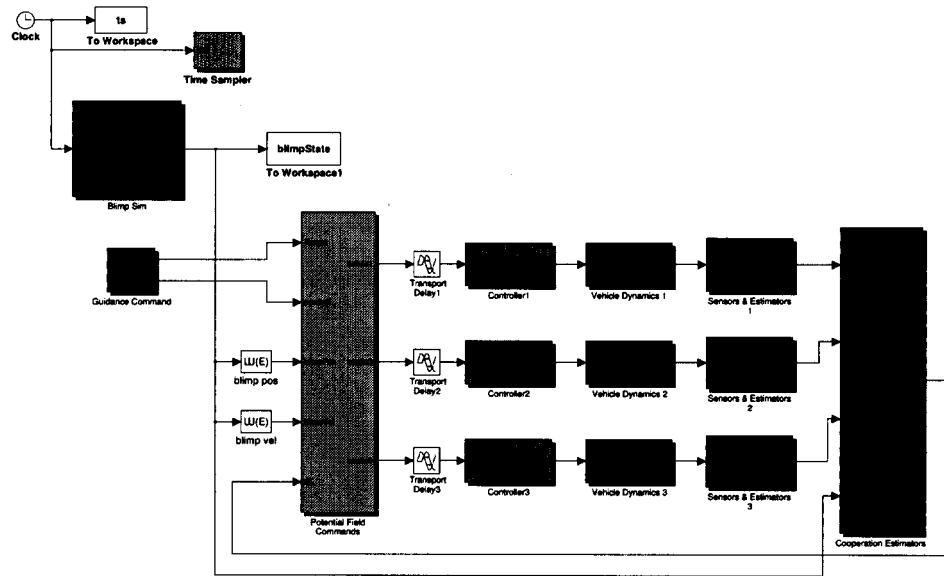 Clock
ts
To Workspace
Time Sampler
Blimp Sim
blimpState
To Workspace1
Guidance Command
Transport
Delay1
Controller1
Vehicle Dynamics 1
Sensors & Estimators
1
U(E)
blimp pos
Transport
Delay2
Controller2
Vehicle Dynamics 2
Sensors & Estimators
2
U(E)
blimp vel
Transport
Delay3
Controller3
Vehicle Dynamics 3
Sensors & Estimators
3
Potential Field
Commands
Cooperation Estimators